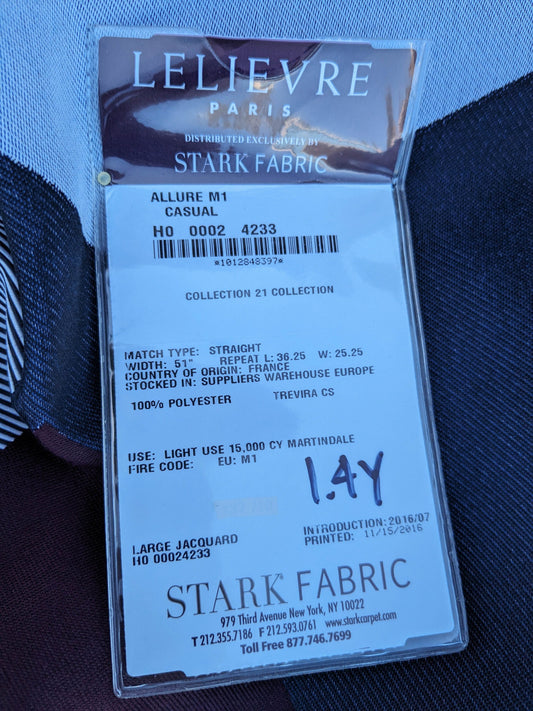 LELIEVRE
PARIS
DISTRIBUTED EXCLUSIVELY BY
STARK FABRIC
ALLURE M1
CASUAL
H0 0002 4233
*1012848397*
COLLECTION 21 COLLECTION
MATCH TYPE: STRAIGHT
WIDTH: 51" REPEAT L: 36.25 W: 25.25
COUNTRY OF ORIGIN: FRANCE
STOCKED IN: SUPPLIERS WAREHOUSE EUROPE
100% POLYESTER TREVIRA CS
USE: LIGHT USE 15,000 CY MARTINDALE
FIRE CODE: EU: M1
1.4Y
LARGE JACQUARD
H0 00024233
INTRODUCTION: 2016/07
PRINTED: 11/15/2016
STARK® FABRIC
979 Third Avenue New York, NY 10022
T 212.355.7186 F 212.593.0761 www.starkcarpet.com
Toll Free 877.746.7699